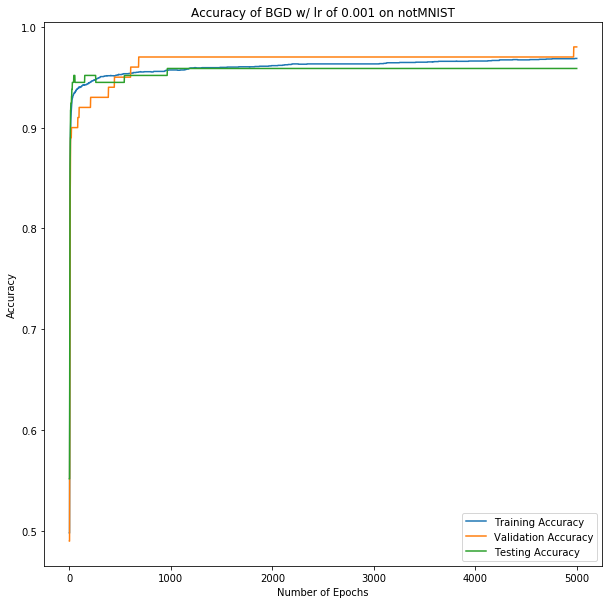 Accuracy of BGD w/ lr of 0.001 on notMNIST
1.0
0.9
0.8
0.7
0.6
0.5
Accuracy
0 1000 2000 3000 4000 5000
Number of Epochs
Training Accuracy
Validation Accuracy
Testing Accuracy